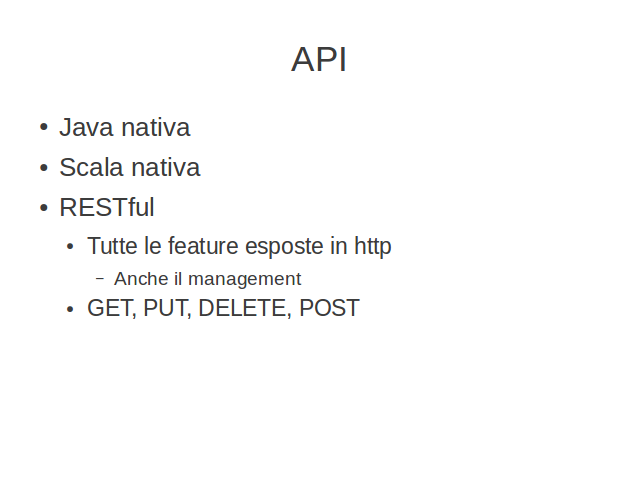 API
• Java nativa
• Scala nativa
• RESTful
• Tutte le feature esposte in http
– Anche il management
• GET, PUT, DELETE, POST